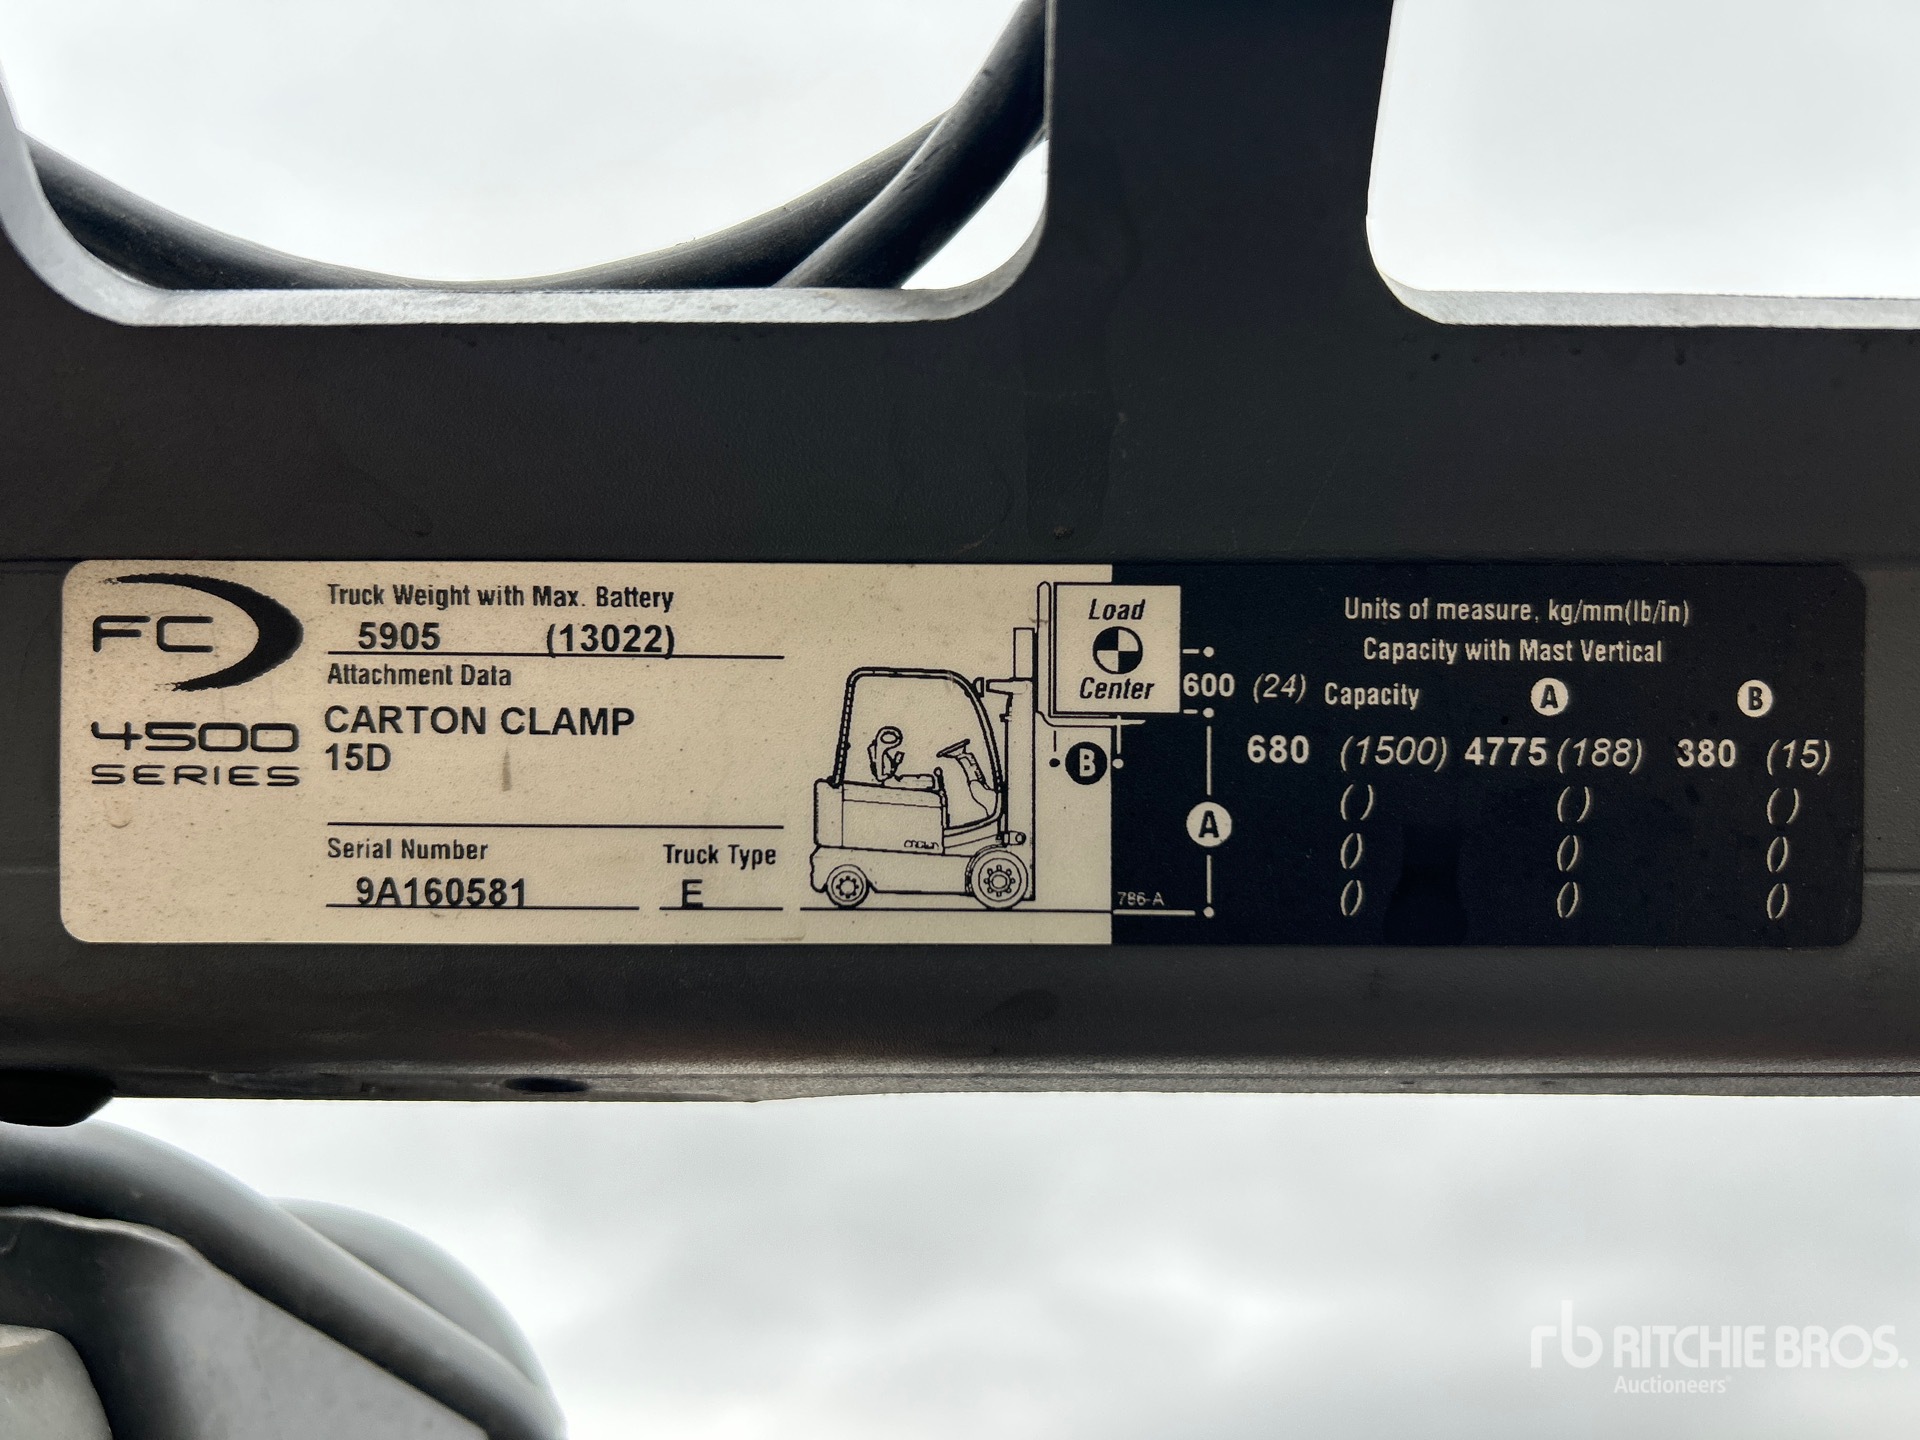 FC
4500
SERIES
Truck Weight with Max. Battery
5905 (13022)
Attachment Data
CARTON CLAMP
15D
Serial Number
9A160581
Truck Type
E
crown
Load
Center
600 (24)
B
A
786-A
Units of measure, kg/mm(lb/in)
Capacity with Mast Vertical
Capacity A B
680 (1500) 4775 (188) 380 (15)
( ) ( ) ( )
() () ()
() () ()
rb RITCHIE BROS.
Auctioneers